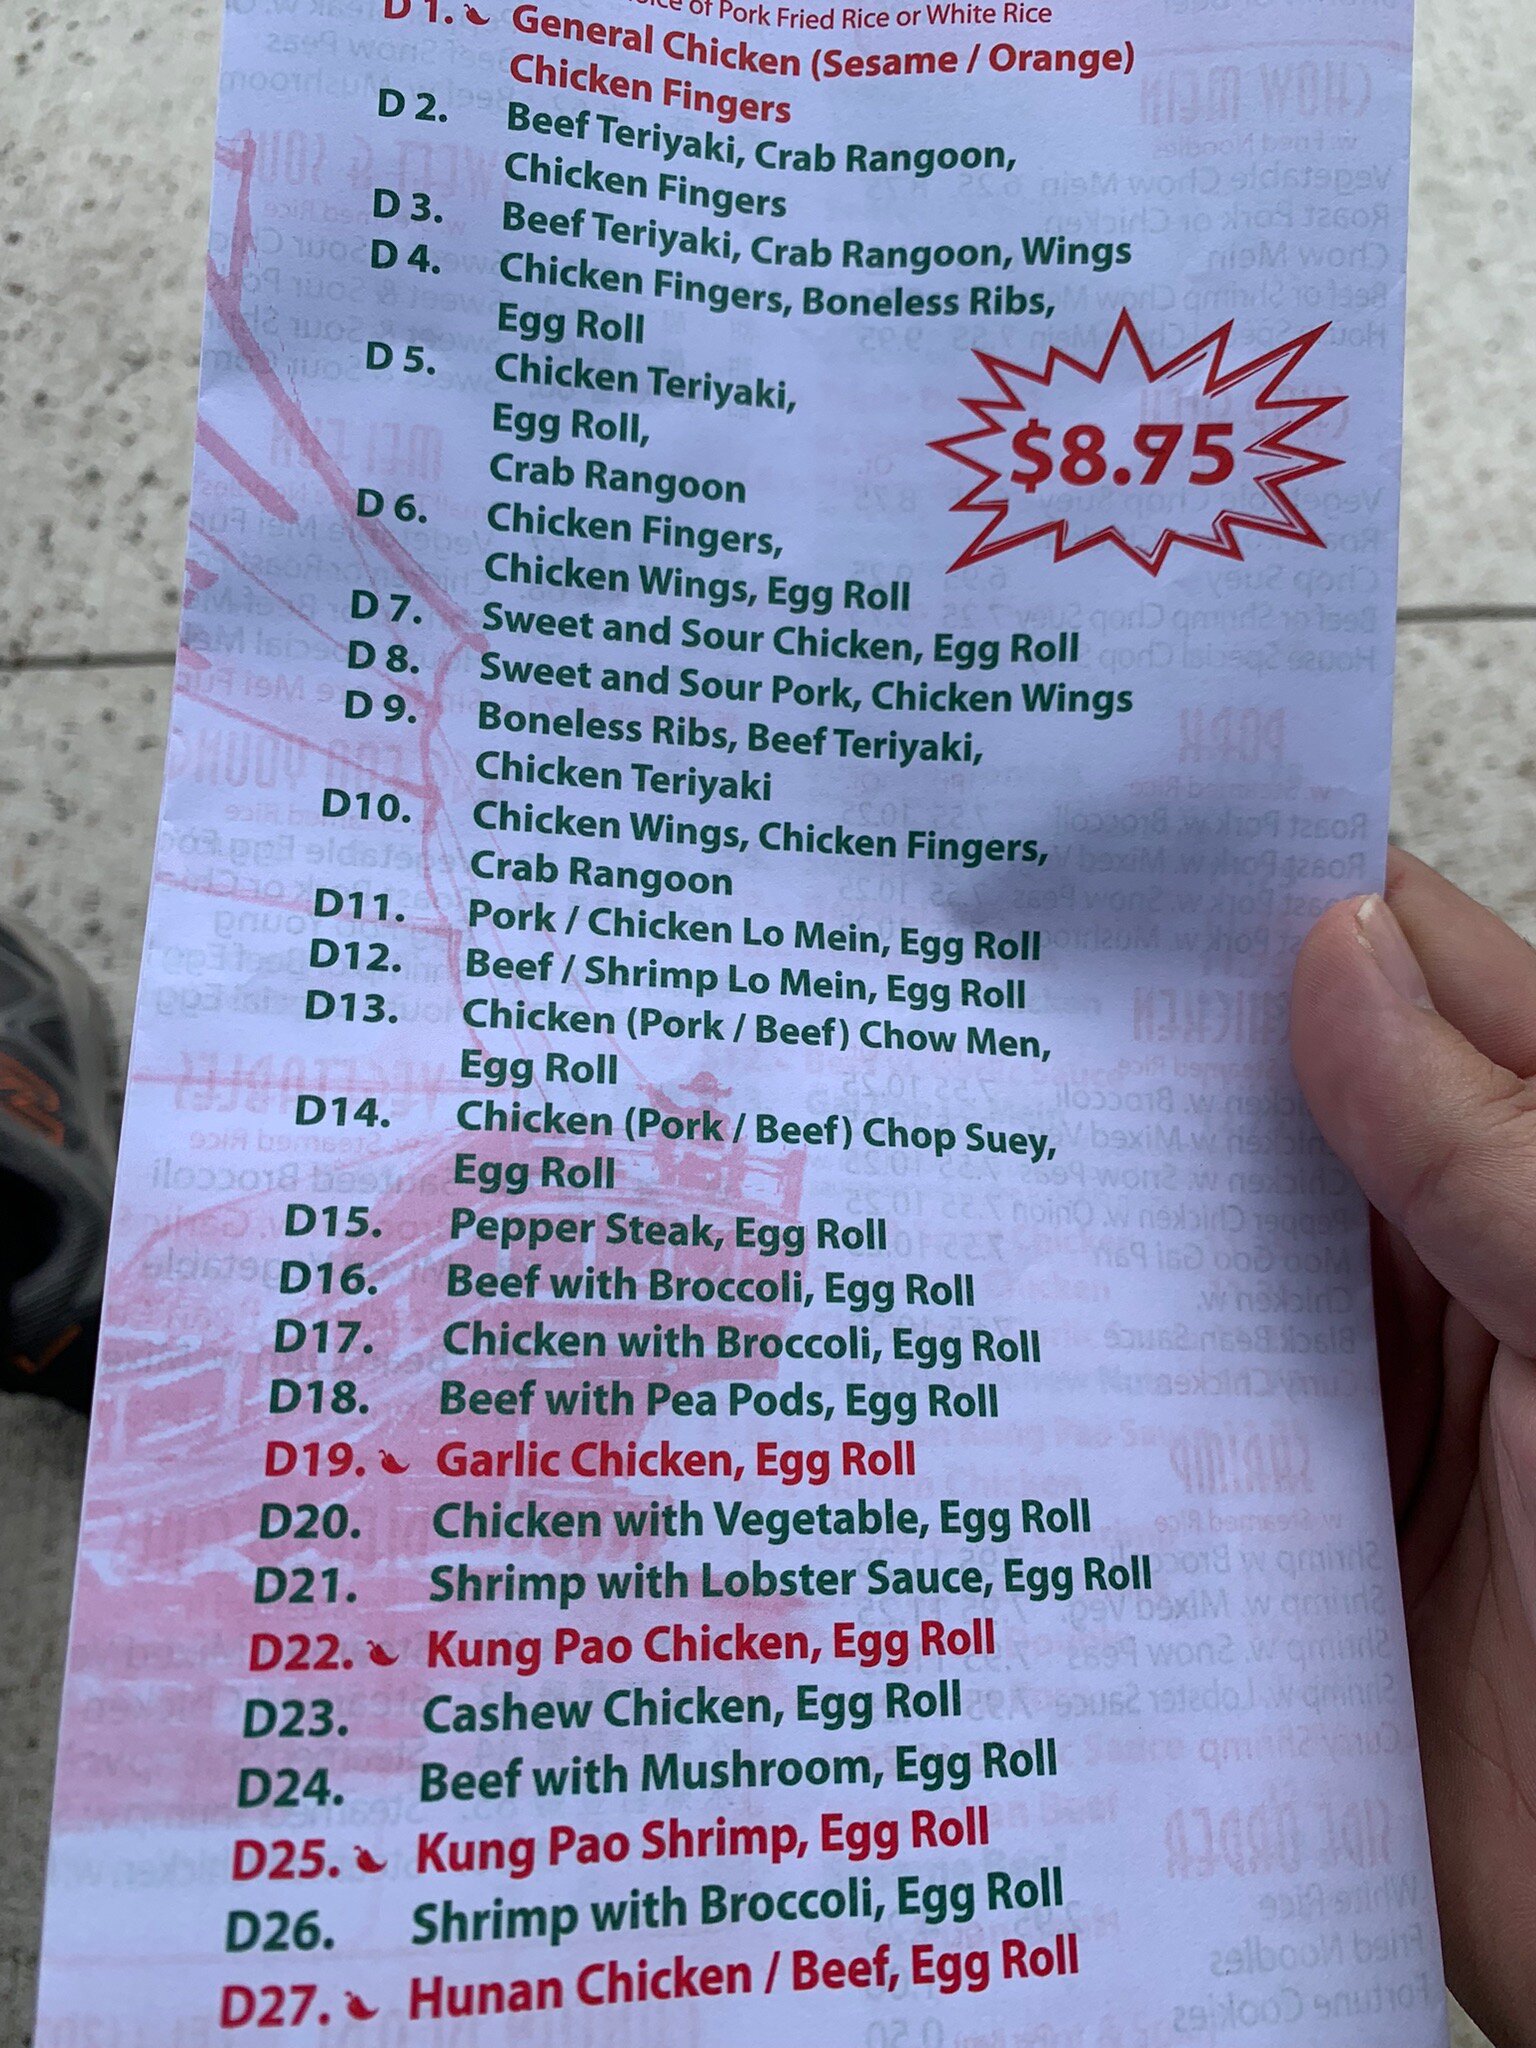 of Pork Fried Rice or White Rice
D 1. General Chicken (Sesame / Orange)
Chicken Fingers
D 2. Beef Teriyaki, Crab Rangoon,
Chicken Fingers
D 3. Beef Teriyaki, Crab Rangoon, Wings
D 4. Chicken Fingers, Boneless Ribs,
Egg Roll
D 5. Chicken Teriyaki,
Egg Roll,
Crab Rangoon
$8.95
D 6. Chicken Fingers,
Chicken Wings, Egg Roll
D 7. Sweet and Sour Chicken, Egg Roll
D 8. Sweet and Sour Pork, Chicken Wings
D 9. Boneless Ribs, Beef Teriyaki,
Chicken Teriyaki
D10. Chicken Wings, Chicken Fingers,
Crab Rangoon
D11. Pork / Chicken Lo Mein, Egg Roll
D12. Beef / Shrimp Lo Mein, Egg Roll
D13. Chicken (Pork / Beef) Chow Men,
Egg Roll
D14. Chicken (Pork / Beef) Chop Suey,
Egg Roll
D15. Pepper Steak, Egg Roll
D16. Beef with Broccoli, Egg Roll
D17. Chicken with Broccoli, Egg Roll
D18. Beef with Pea Pods, Egg Roll
D19. Garlic Chicken, Egg Roll
D20. Chicken with Vegetable, Egg Roll
D21. Shrimp with Lobster Sauce, Egg Roll
D22. Kung Pao Chicken, Egg Roll
D23. Cashew Chicken, Egg Roll
D24. Beef with Mushroom, Egg Roll
D25. Kung Pao Shrimp, Egg Roll
D26. Shrimp with Broccoli, Egg Roll
D27. Hunan Chicken / Beef, Egg Roll